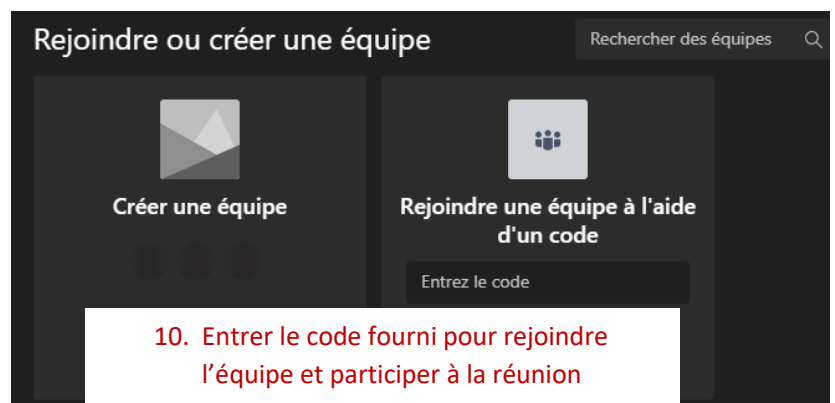 Rejoindre ou créer une équipe
Rechercher des équipes
Créer une équipe
Rejoindre une équipe à l'aide
d'un code
Entrez le code
10. Entrer le code fourni pour rejoindre
l’équipe et participer à la réunion